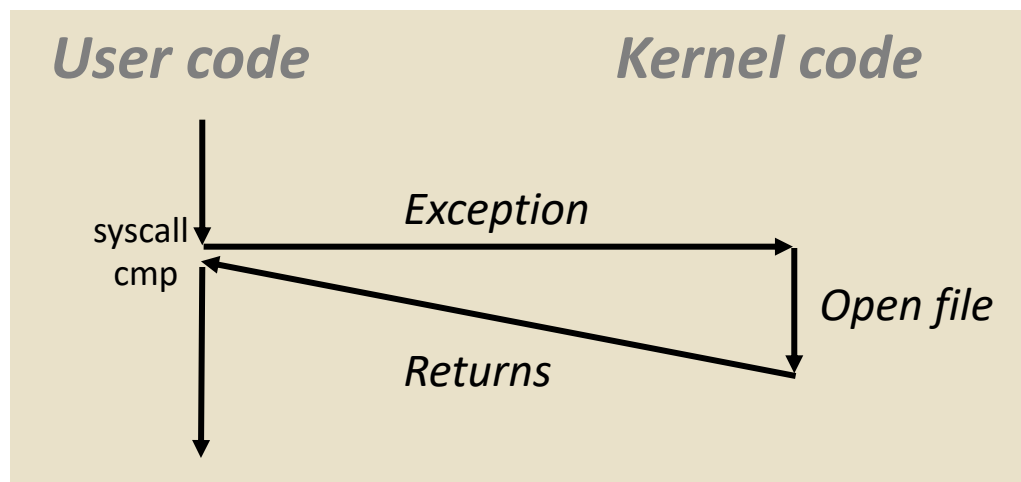 User code
Kernel code
Exception
syscall
cmp
Open file
Returns